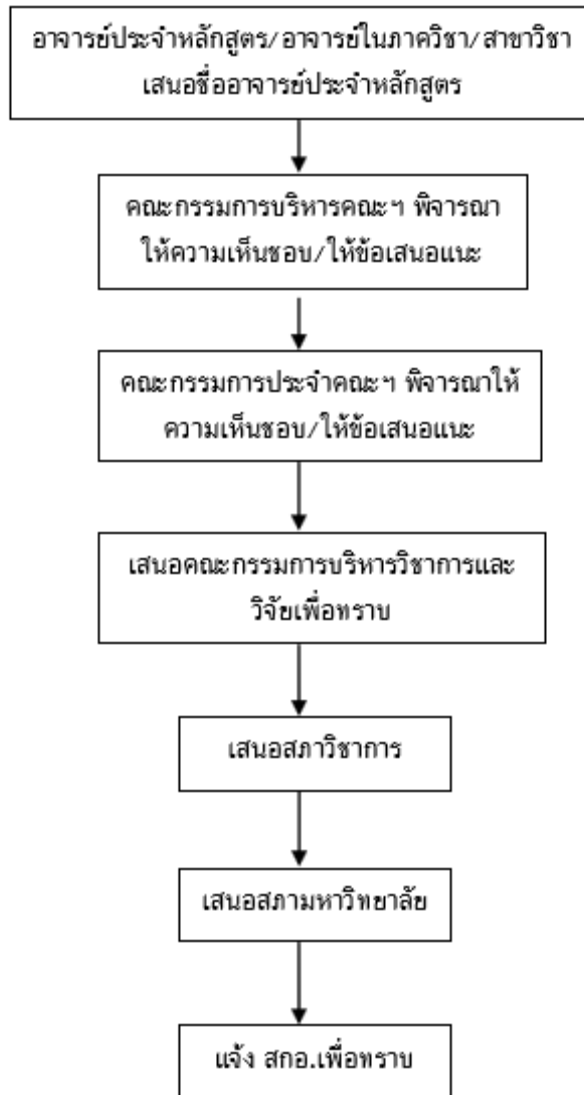 อาจารย์ประจำหลักสูตร/อาจารย์ในภาควิชา/สาขาวิชา
เสนอชื่ออาจารย์ประจำหลักสูตร
คณะกรรมการบริหารคณะฯ พิจารณา
ให้ความเห็นชอบ/ให้ข้อเสนอแนะ
คณะกรรมการประจำคณะฯ พิจารณาให้
ความเห็นชอบ/ให้ข้อเสนอแนะ
เสนอคณะกรรมการบริหารวิชาการและ
วิจัยเพื่อทราบ
เสนอสภาวิชาการ
เสนอสภามหาวิทยาลัย
แจ้ง สกอ.เพื่อทราบ